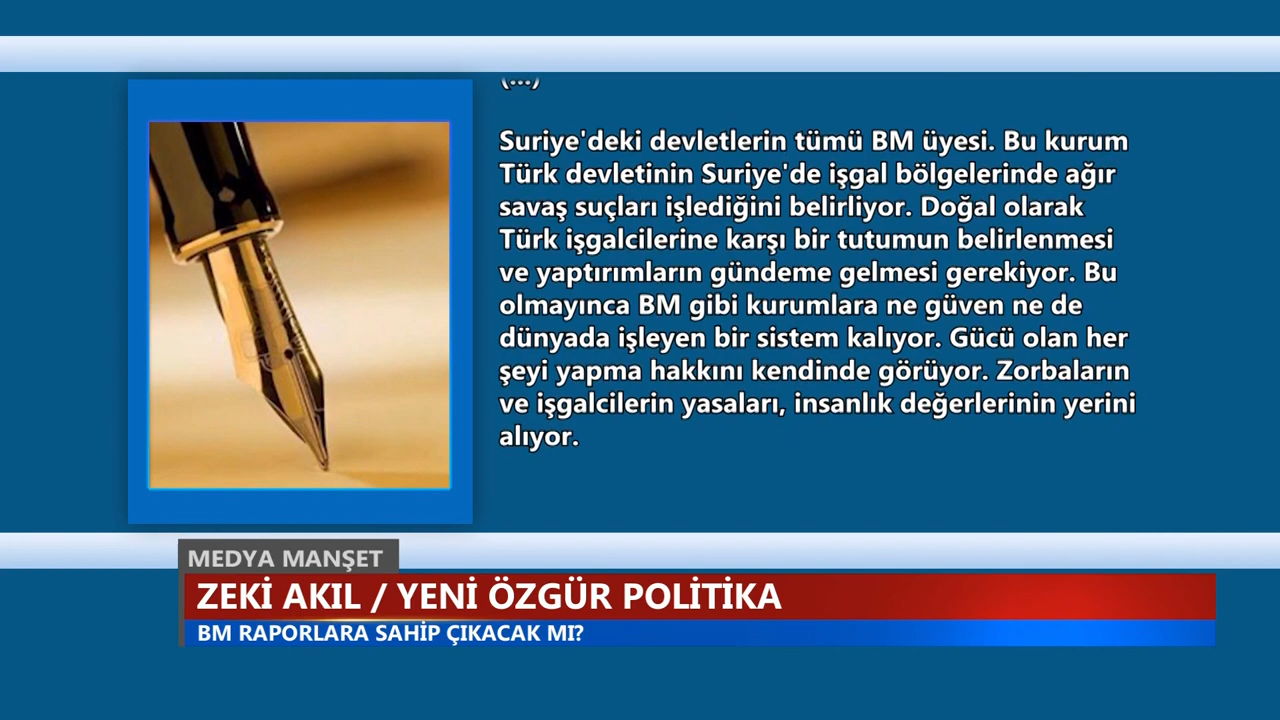 (...)
Suriye'deki devletlerin tümü BM üyesi. Bu kurum
Türk devletinin Suriye'de işgal bölgelerinde ağır
savaş suçları işlediğini belirliyor. Doğal olarak
Türk işgalcilerine karşı bir tutumun belirlenmesi
ve yaptırımların gündeme gelmesi gerekiyor. Bu
olmayınca BM gibi kurumlara ne güven ne de
dünyada işleyen bir sistem kalıyor. Gücü olan her
şeyi yapma hakkını kendinde görüyor. Zorbaların
ve işgalcilerin yasaları, insanlık değerlerinin yerini
alıyor.
MEDYA MANŞET
ZEKİ AKIL / YENİ ÖZGÜR POLİTİKA
BM RAPORLARA SAHİP ÇIKACAK MI?